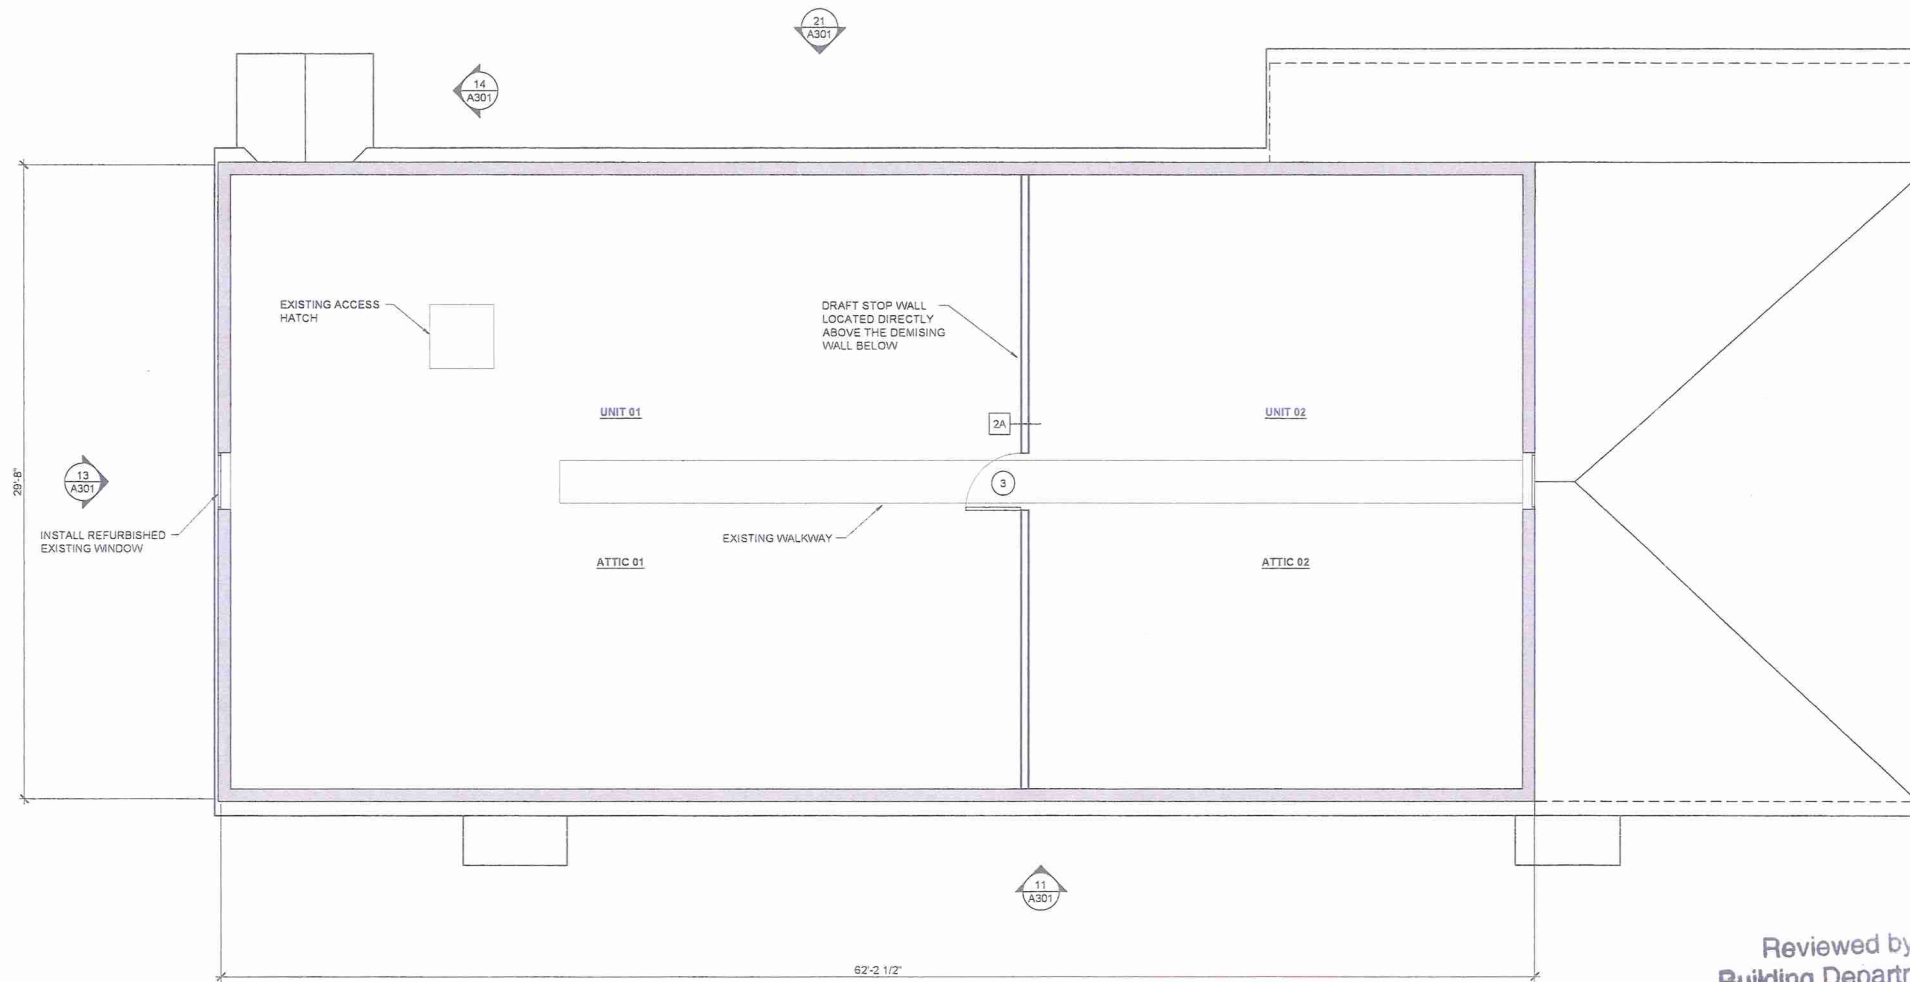 21
A301
14
A301
EXISTING ACCESS
HATCH
DRAFT STOP WALL
LOCATED DIRECTLY
ABOVE THE DEMISING
WALL BELOW
UNIT 01
2A
UNIT 02
29'-8"
13
A301
3
INSTALL REFURBISHED
EXISTING WINDOW
EXISTING WALKWAY
ATTIC 01
ATTIC 02
11
A301
62'-2 1/2"
Reviewed by
Building Departm